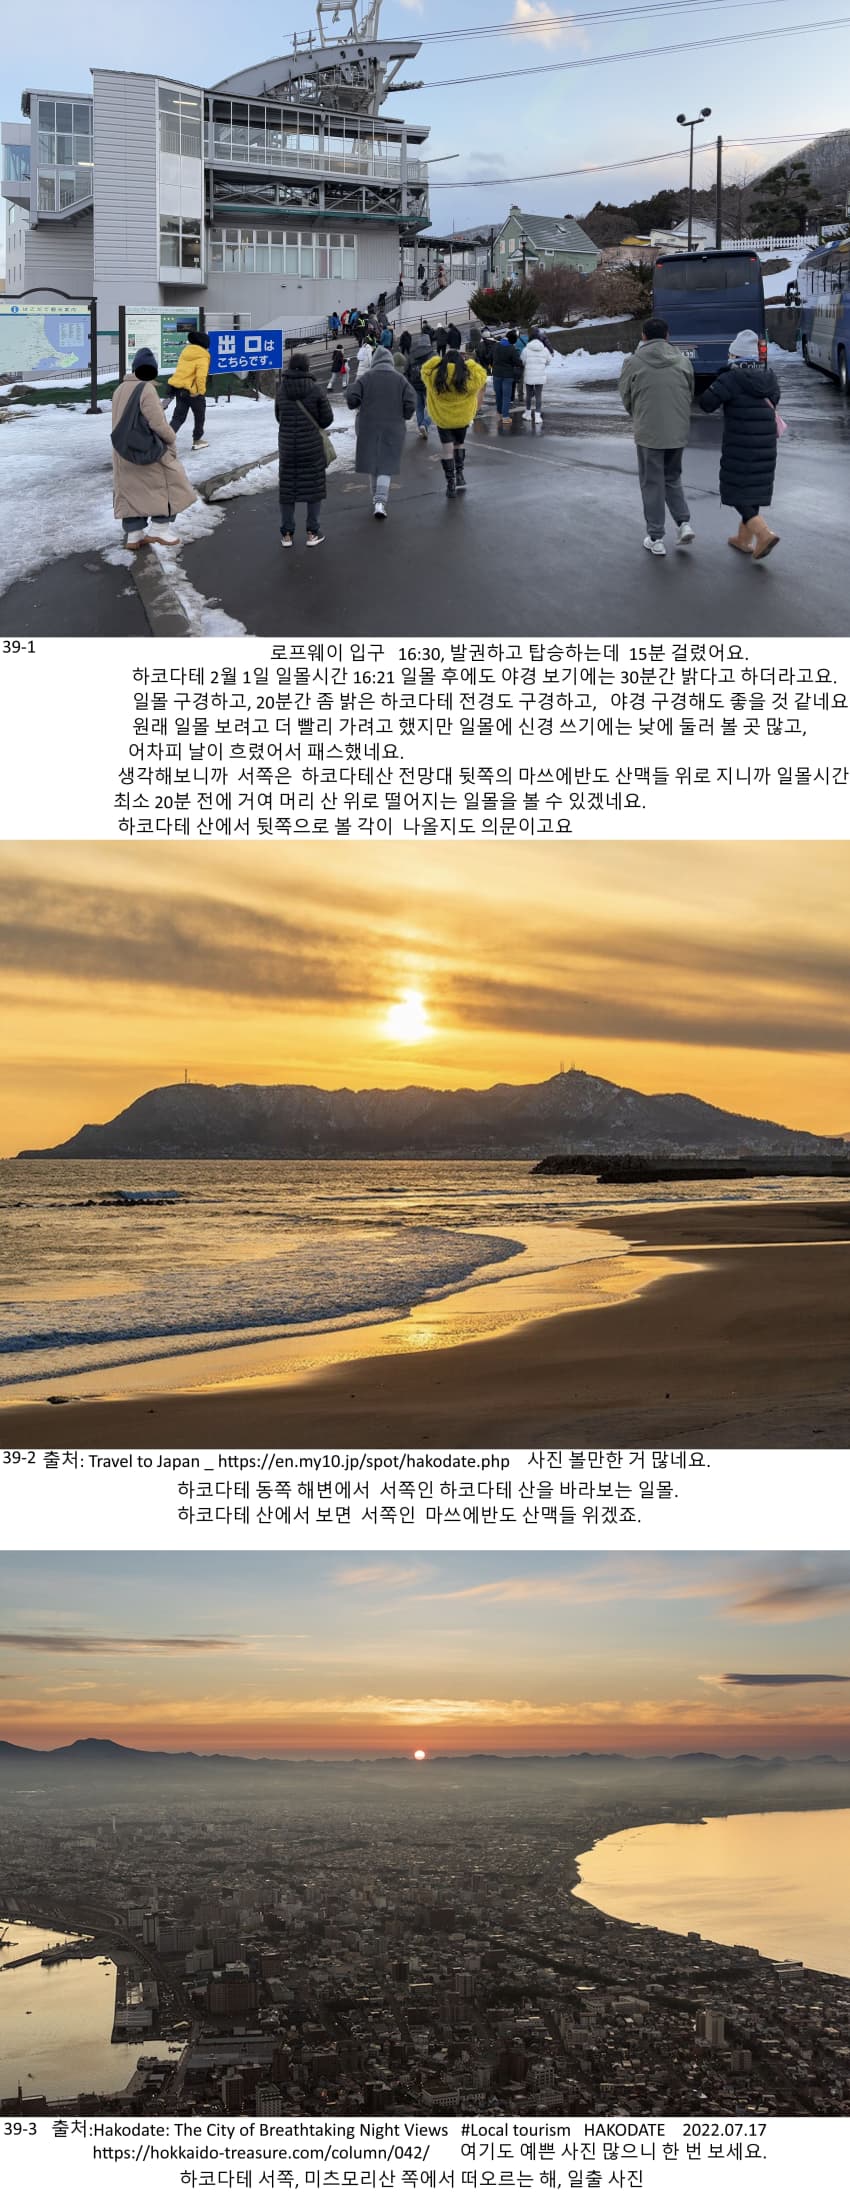 はこだて観光案内
出口は
こちらです。
39-1 로프웨이 입구 16:30, 발권하고 탑승하는데 15분 걸렸어요.
하코다테 2월 1일 일몰시간 16:21 일몰 후에도 야경 보기에는 30분간 밝다고 하더라고요.
일몰 구경하고, 20분간 좀 밝은 하코다테 전경도 구경하고, 야경 구경해도 좋을 것 같네요
원래 일몰 보려고 더 빨리 가려고 했지만 일몰에 신경 쓰기에는 낮에 둘러 볼 곳 많고,
어차피 날이 흐렸어서 패스했네요.
생각해보니까 서쪽은 하코다테산 전망대 뒷쪽의 마쓰에반도 산맥들 위로 지니까 일몰시간
최소 20분 전에 거여 머리 산 위로 떨어지는 일몰을 볼 수 있겠네요.
하코다테 산에서 뒷쪽으로 볼 각이 나올지도 의문이고요
39-2 출처: Travel to Japan _ https://en.my10.jp/spot/hakodate.php 사진 볼만한 거 많네요.
하코다테 동쪽 해변에서 서쪽인 하코다테 산을 바라보는 일몰.
하코다테 산에서 보면 서쪽인 마쓰에반도 산맥들 위겠죠.
39-3 출처:Hakodate: The City of Breathtaking Night Views #Local tourism HAKODATE 2022.07.17
https://hokkaido-treasure.com/column/042/ 여기도 예쁜 사진 많으니 한 번 보세요.
하코다테 서쪽, 미츠모리산 쪽에서 떠오르는 해, 일출 사진